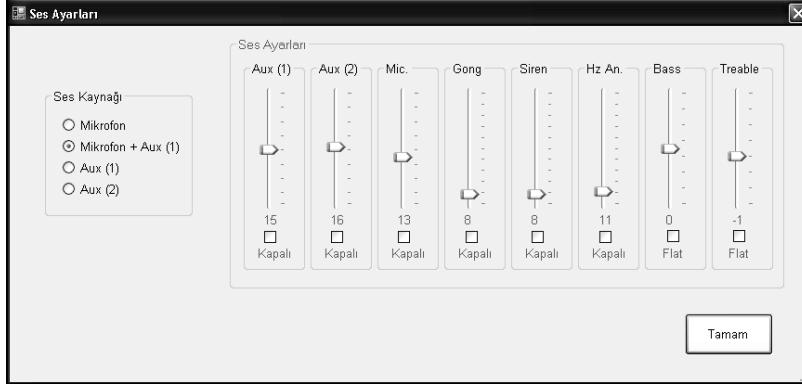 Ses Ayarları
Ses Ayarları
Ses Kaynağı
Mikrofon
Mikrofon + Aux (1)
Aux (1)
Aux (2)
Aux (1) Aux (2) Mic. Gong Siren Hz An. Bass Treable
15 16 13 8 8 11 0 -1
Kapalı Kapalı Kapalı Kapalı Kapalı Kapalı Flat Flat
Tamam